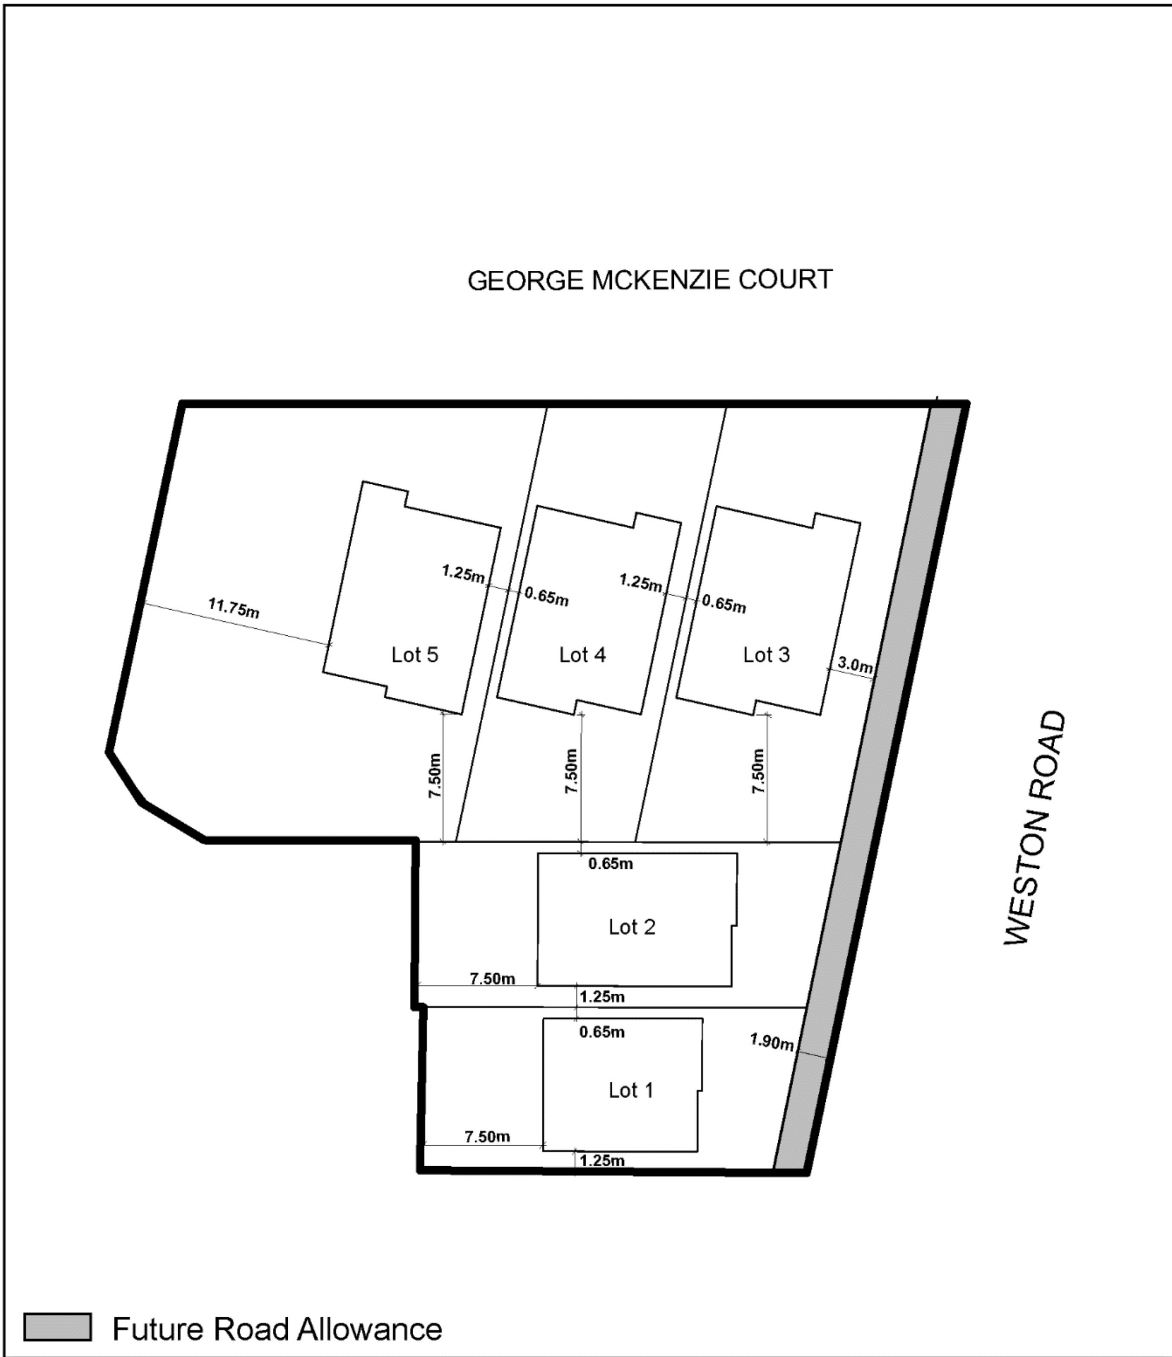 GEORGE MCKENZIE COURT
1.25m
0.65m
1.25m
0.65m
11.75m
Lot 5
Lot 4
Lot 3
3.0m
7.50m
7.50m
7.50m
WESTON ROAD
0.65m
Lot 2
7.50m
1.25m
0.65m
1.90m
Lot 1
7.50m
1.25m
Future Road Allowance